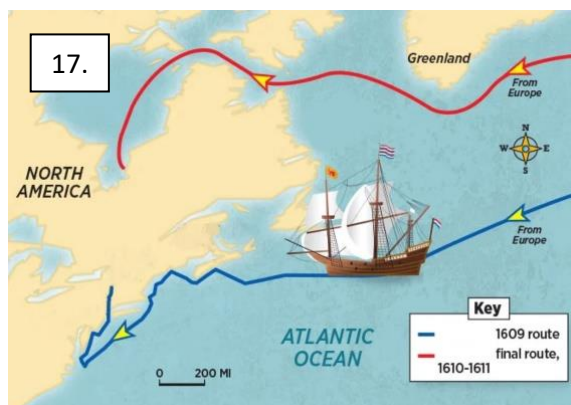 17.
Greenland
From
Europe
N
W E
S
NORTH
AMERICA
From
Europe
Key
1609 route
final route,
1610-1611
ATLANTIC
OCEAN
0 200 MI